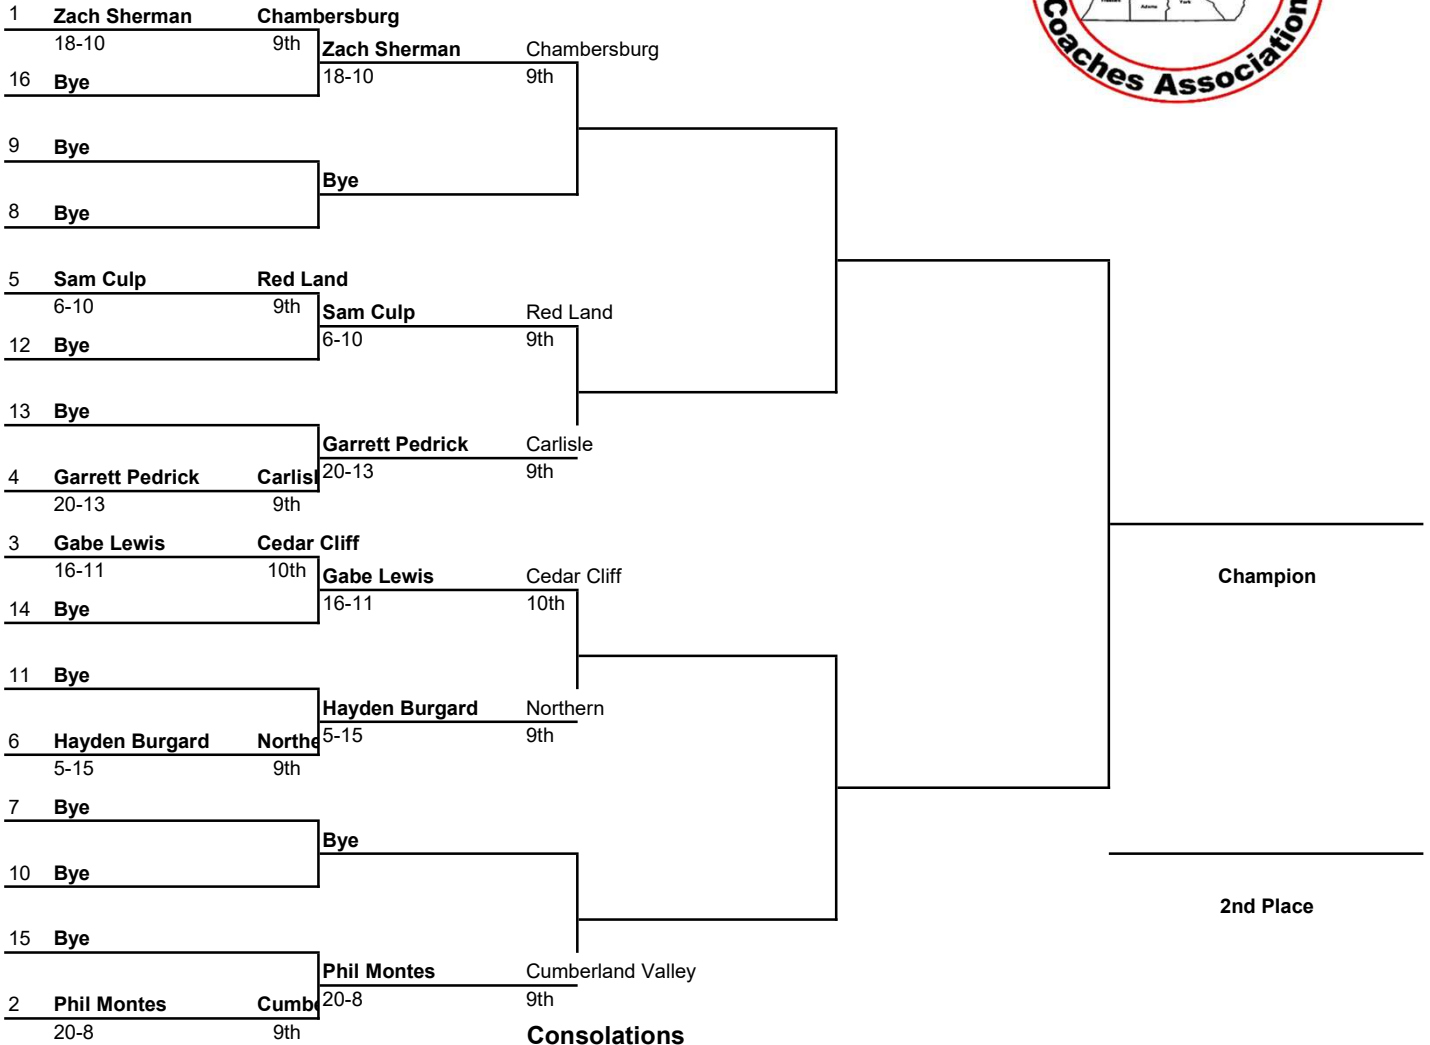 Coaches Association
1 Zach Sherman Chambersburg
18-10 9th
Zach Sherman Chambersburg
18-10 9th
16 Bye
9 Bye
Bye
8 Bye
5 Sam Culp Red Land
6-10 9th
Sam Culp Red Land
6-10 9th
12 Bye
13 Bye
Garrett Pedrick Carlisle
20-13 9th
4 Garrett Pedrick Carlisl
20-13 9th
3 Gabe Lewis Cedar Cliff
16-11 10th
Gabe Lewis Cedar Cliff
16-11 10th
14 Bye
11 Bye
Hayden Burgard Northern
5-15 9th
6 Hayden Burgard Northe
5-15 9th
7 Bye
Bye
10 Bye
15 Bye
Phil Montes Cumberland Valley
20-8 9th
2 Phil Montes Cumbe
20-8 9th
Champion
2nd Place
Consolations